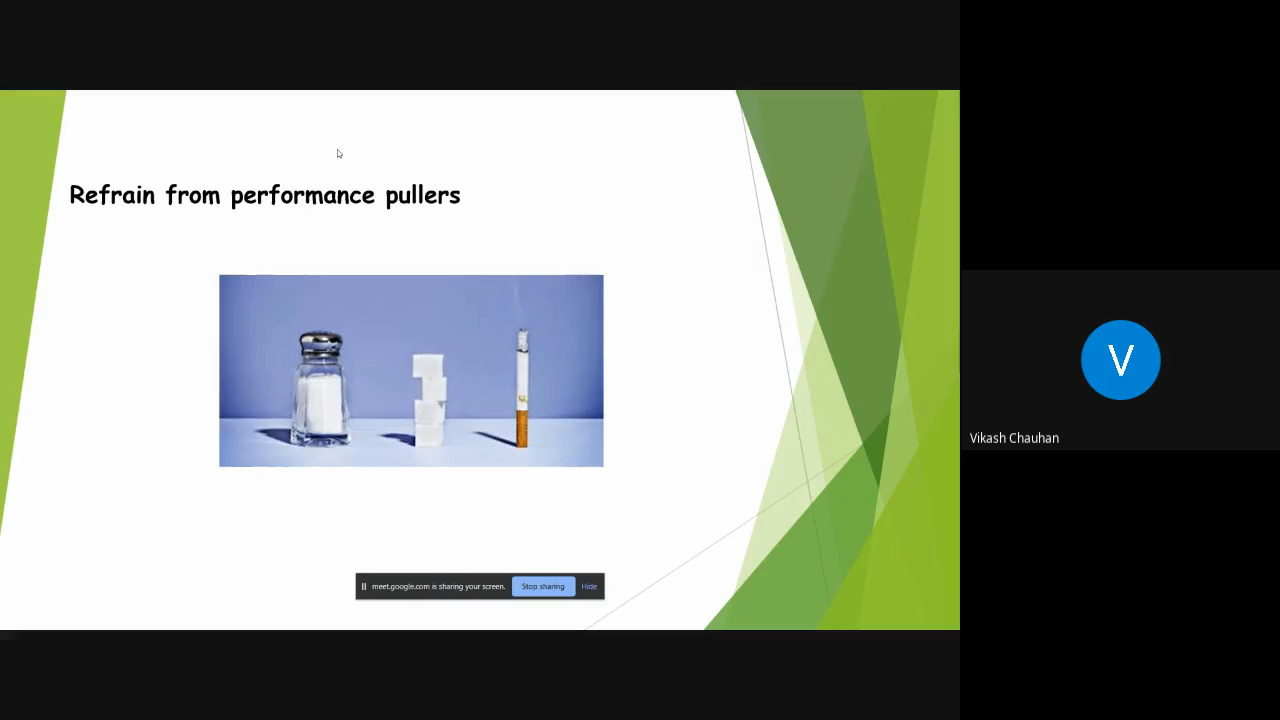 Refrain from performance pullers
meet.google.com is sharing your screen.
Stop sharing
Hide
V
Vikash Chauhan